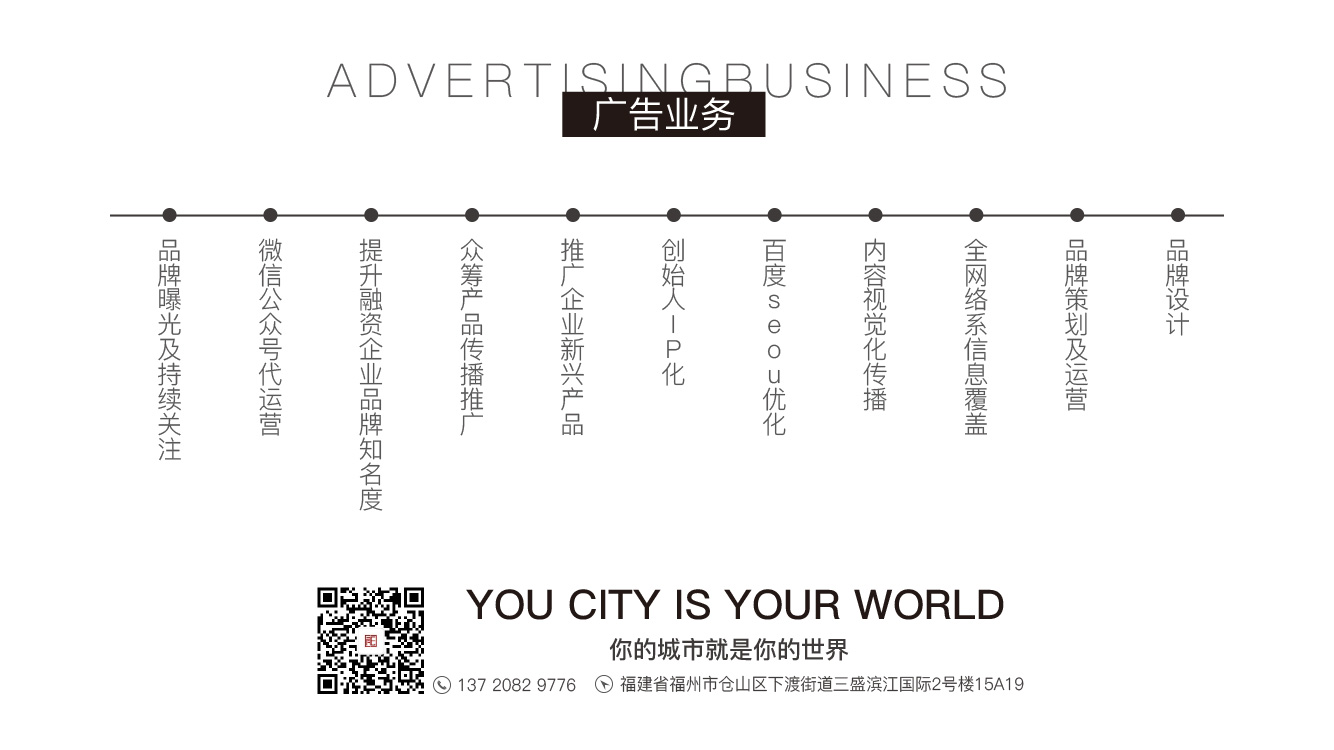 ADVERTISINGBUSINESS
广告业务
品牌曝光及持续关注
微信公众号代运营
提升融资企业品牌知名度
众筹产品传播推广
推广企业新兴产品
创始人IP化
百度seou优化
内容视觉化传播
全网络系信息覆盖
品牌策划及运营
品牌设计
YOU CITY IS YOUR WORLD
你的城市就是你的世界
137 2082 9776 福建省福州市仓山区下渡街道三盛滨江国际2号楼15A19